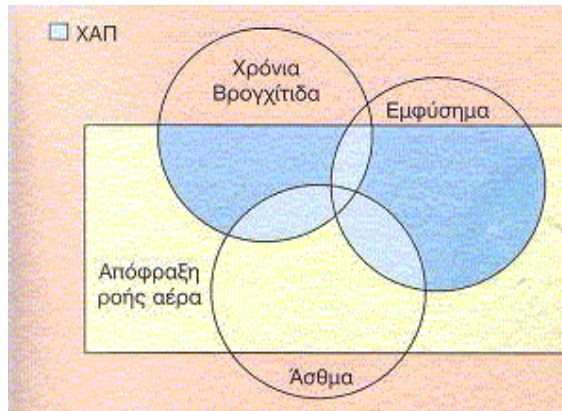 ΧΑΠ
Χρόνια
Βρογχίτιδα
Εμφύσημα
Απόφραξη
ροής αέρα
Άσθμα